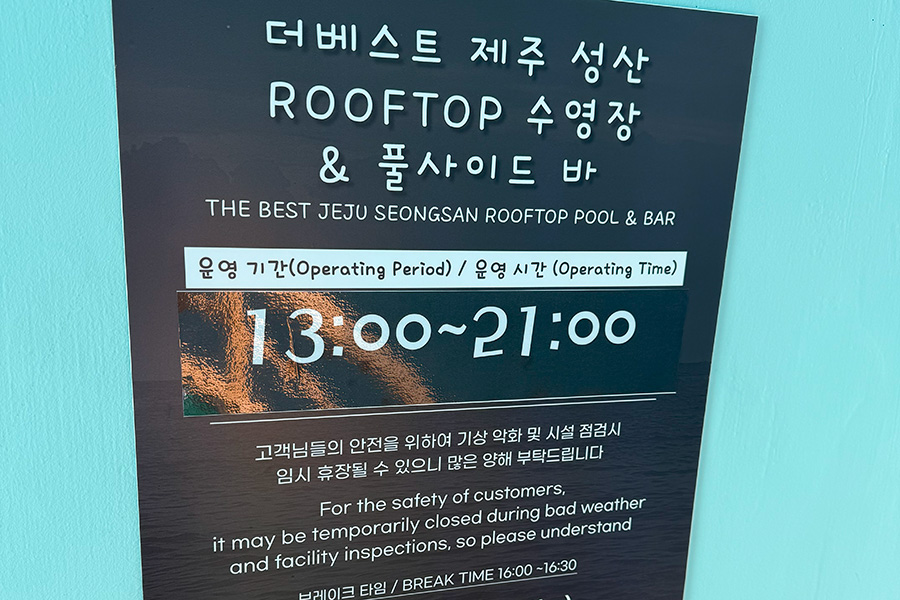 더베스트 제주 성산
ROOFTOP 수영장
& 풀사이드 바
THE BEST JEJU SEONGSAN ROOFTOP POOL & BAR
운영 기간(Operating Period) / 운영 시간 (Operating Time)
13:00~21:00
고객님들의 안전을 위하여 기상 악화 및 시설 점검시
임시 휴장될 수 있으니 많은 양해 부탁드립니다
For the safety of customers,
it may be temporarily closed during bad weather
and facility inspections, so please understand
브레이크 타임 / BREAK TIME 16:00 ~16:30